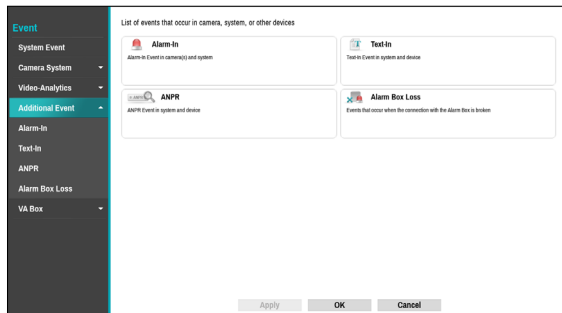 Event
System Event
Camera System
Video-Analytics
Additional Event
Alarm-In
Text-In
ANPR
Alarm Box Loss
VA Box
List of events that occur in camera, system, or other devices
Alarm-In
Alarm-In Event in camera(s) and system
Text-In
Text-In Event in system and device
ANPR
ANPR Event in system and device
Alarm Box Loss
Events that occur when the connection with the Alarm Box is broken
Apply OK Cancel